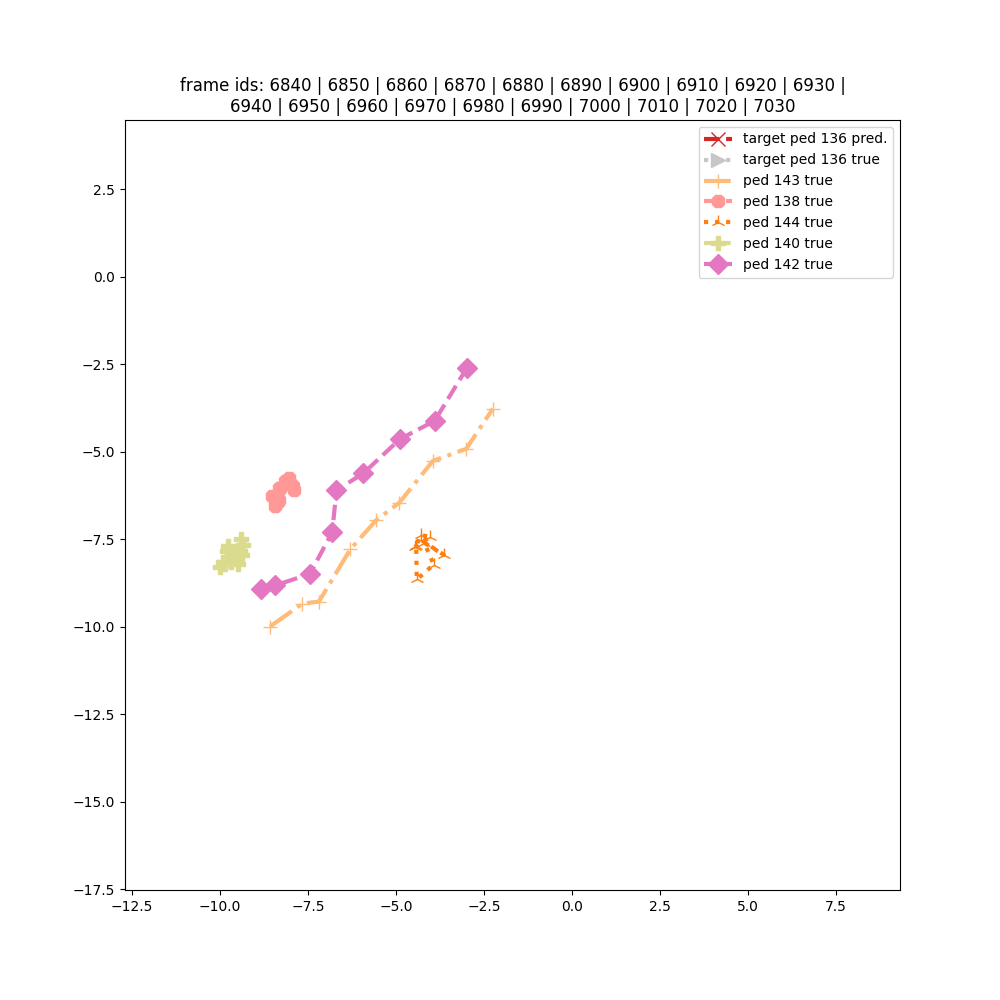 frame ids: 6840 | 6850 | 6860 | 6870 | 6880 | 6890 | 6900 | 6910 | 6920 | 6930 |
6940 | 6950 | 6960 | 6970 | 6980 | 6990 | 7000 | 7010 | 7020 | 7030
target ped 136 pred.
target ped 136 true
ped 143 true
ped 138 true
ped 144 true
ped 140 true
ped 142 true
2.5
0.0
−2.5
−5.0
−7.5
−10.0
−12.5
−15.0
−17.5
−12.5 −10.0 −7.5 −5.0 −2.5 0.0 2.5 5.0 7.5